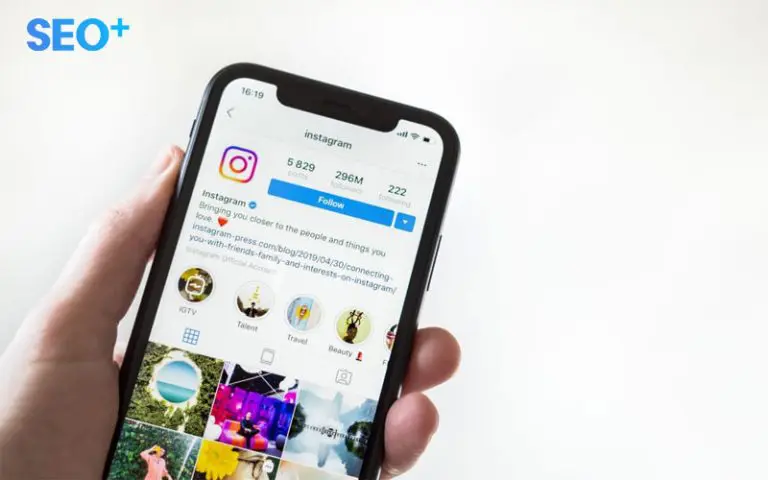 SEO+
16:19
instagram
5 829 296M 222
posts followers following
Follow
Instagram
Bringing you closer to the people and things you
love. ❤️
instagram-press.com/blog/2019/04/30/connecting-
you-with-friends-family-and-interests-on-instagram/
Instagram Official Account
IGTV Talent Travel Beauty 💄